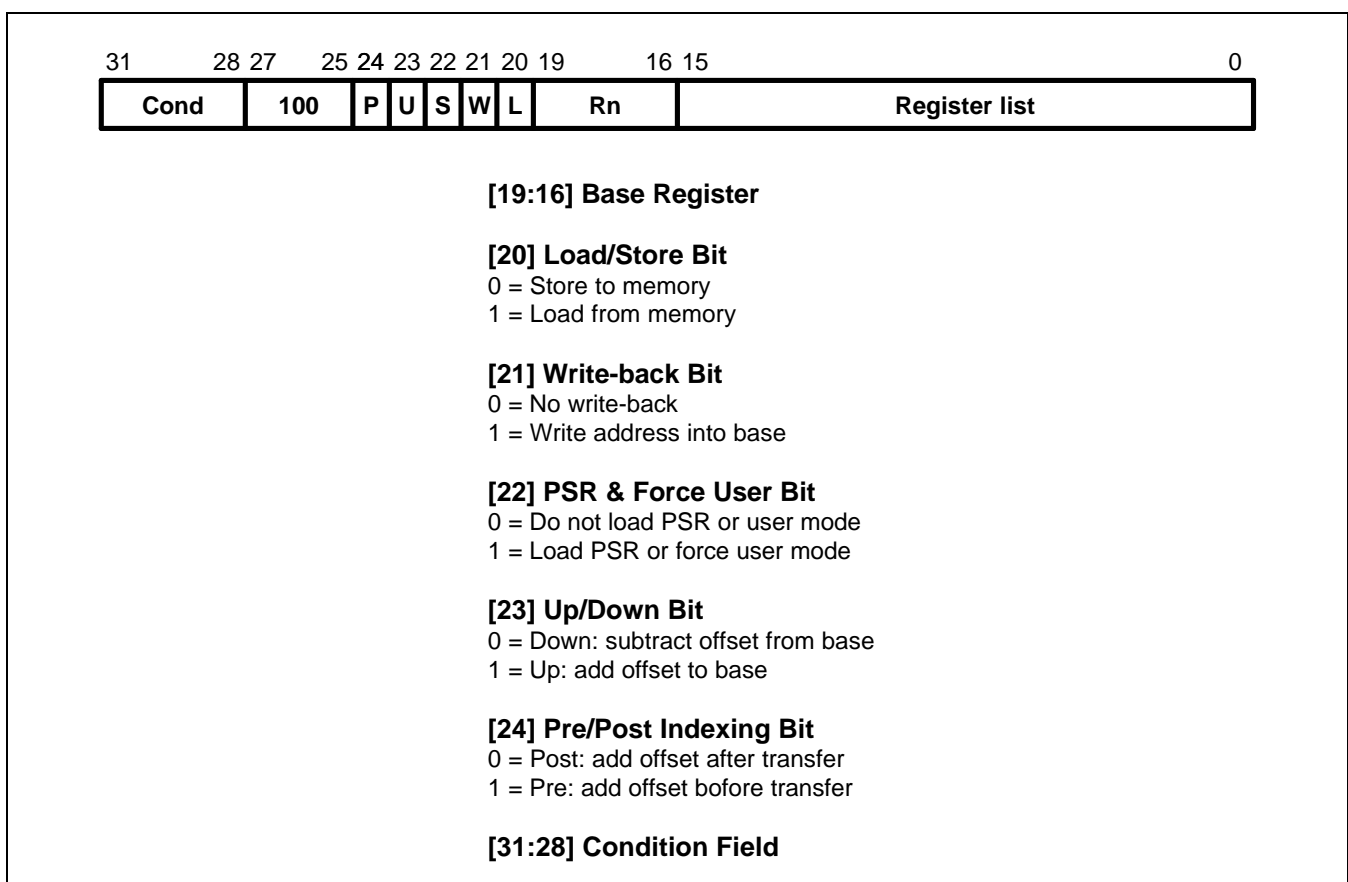 31 28 27 25 24 23 22 21 20 19 16 15 0
Cond 100 P U S W L Rn Register list
[19:16] Base Register
[20] Load/Store Bit
0 = Store to memory
1 = Load from memory
[21] Write-back Bit
0 = No write-back
1 = Write address into base
[22] PSR & Force User Bit
0 = Do not load PSR or user mode
1 = Load PSR or force user mode
[23] Up/Down Bit
0 = Down: subtract offset from base
1 = Up: add offset to base
[24] Pre/Post Indexing Bit
0 = Post: add offset after transfer
1 = Pre: add offset bofore transfer
[31:28] Condition Field